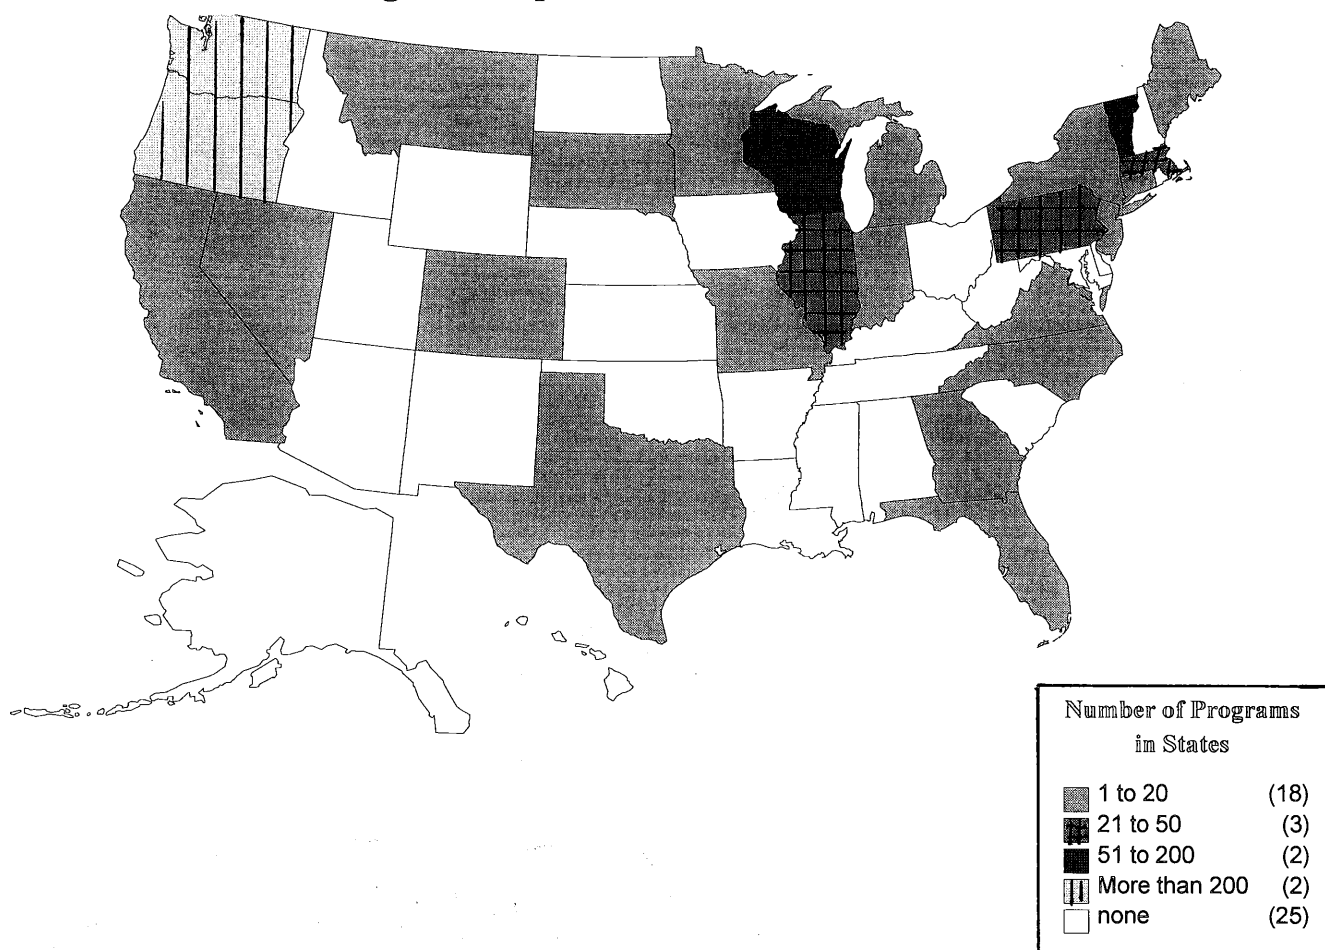 Number of Programs
in States
1 to 20 (18)
21 to 50 (3)
51 to 200 (2)
More than 200 (2)
none (25)